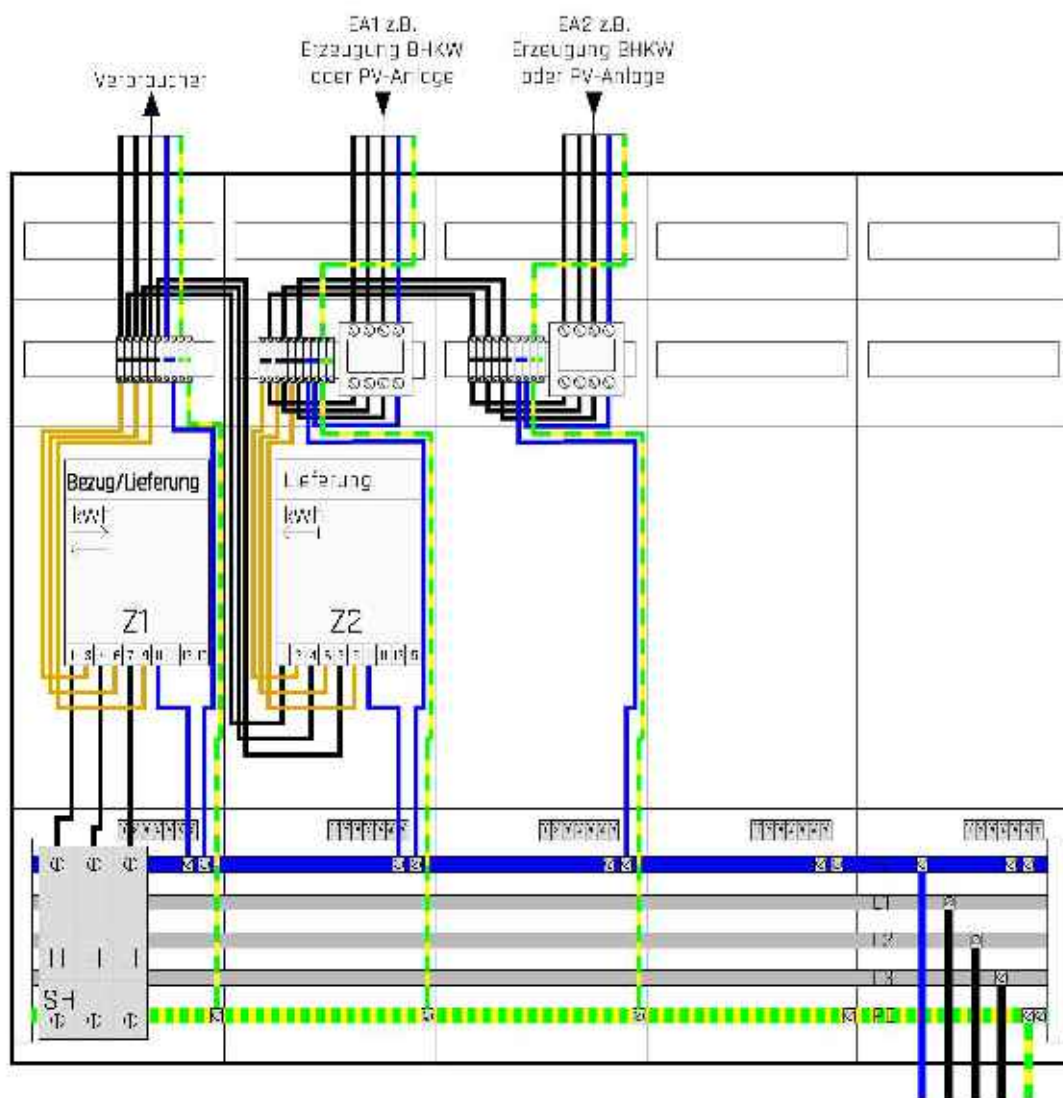 EA1 z.B.
Erzeugung BHKW
oder PV-Anlage
EA2 z.B.
Erzeugung BHKW
oder PV-Anlage
Verbraucher
Bezug/Lieferung
kWh
Z1
Lieferung
kWh
Z2
L1
L2
L3
SH